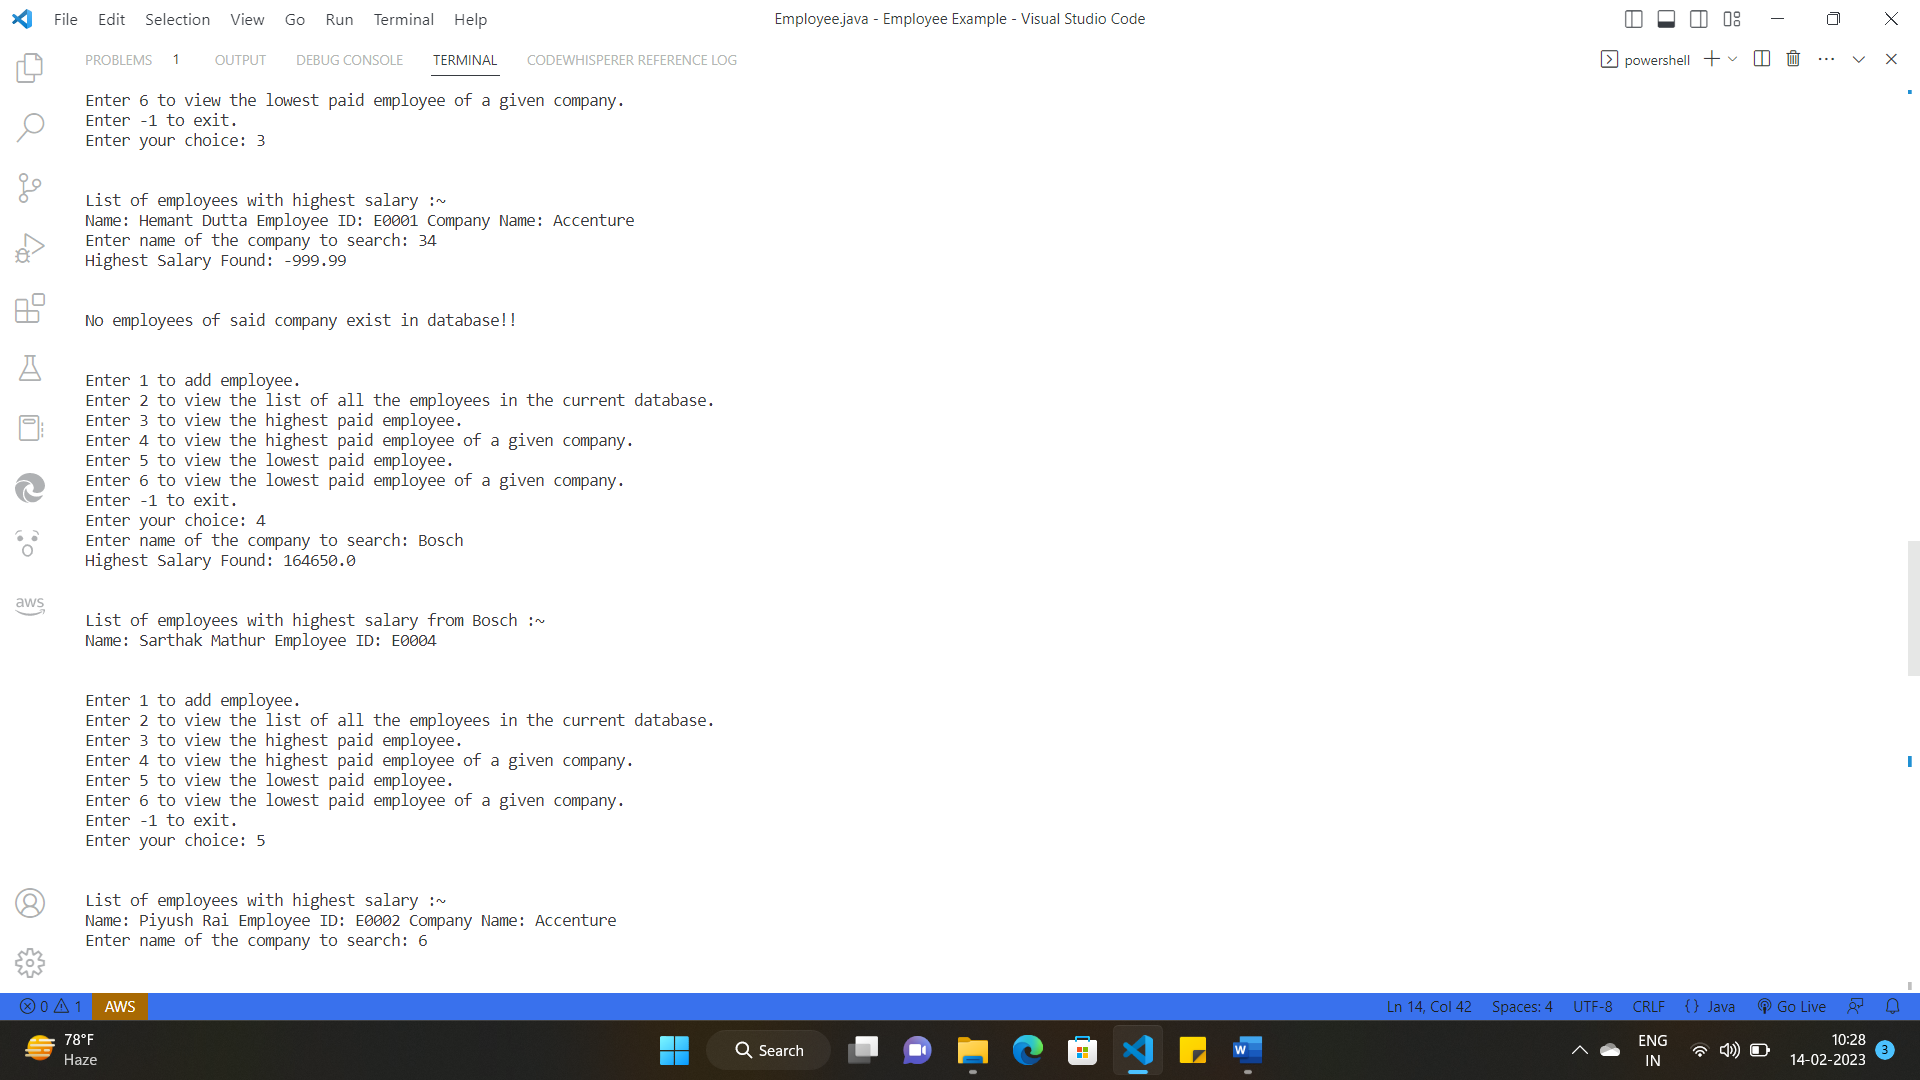 File Edit Selection View Go Run Terminal Help
Employee.java - Employee Example - Visual Studio Code
PROBLEMS 1 OUTPUT DEBUG CONSOLE TERMINAL CODEWHISPERER REFERENCE LOG
powershell
Enter 6 to view the lowest paid employee of a given company.
Enter -1 to exit.
Enter your choice: 3
List of employees with highest salary :~
Name: Hemant Dutta Employee ID: E0001 Company Name: Accenture
Enter name of the company to search: 34
Highest Salary Found: -999.99
No employees of said company exist in database!!
Enter 1 to add employee.
Enter 2 to view the list of all the employees in the current database.
Enter 3 to view the highest paid employee.
Enter 4 to view the highest paid employee of a given company.
Enter 5 to view the lowest paid employee.
Enter 6 to view the lowest paid employee of a given company.
Enter -1 to exit.
Enter your choice: 4
Enter name of the company to search: Bosch
Highest Salary Found: 164650.0
List of employees with highest salary from Bosch :~
Name: Sarthak Mathur Employee ID: E0004
Enter 1 to add employee.
Enter 2 to view the list of all the employees in the current database.
Enter 3 to view the highest paid employee.
Enter 4 to view the highest paid employee of a given company.
Enter 5 to view the lowest paid employee.
Enter 6 to view the lowest paid employee of a given company.
Enter -1 to exit.
Enter your choice: 5
List of employees with highest salary :~
Name: Piyush Rai Employee ID: E0002 Company Name: Accenture
Enter name of the company to search: 6
aws
0 1 AWS
Ln 14, Col 42 Spaces: 4 UTF-8 CRLF { } Java Go Live
78°F
Haze
Search
W
ENG
IN
10:28
14-02-2023
3